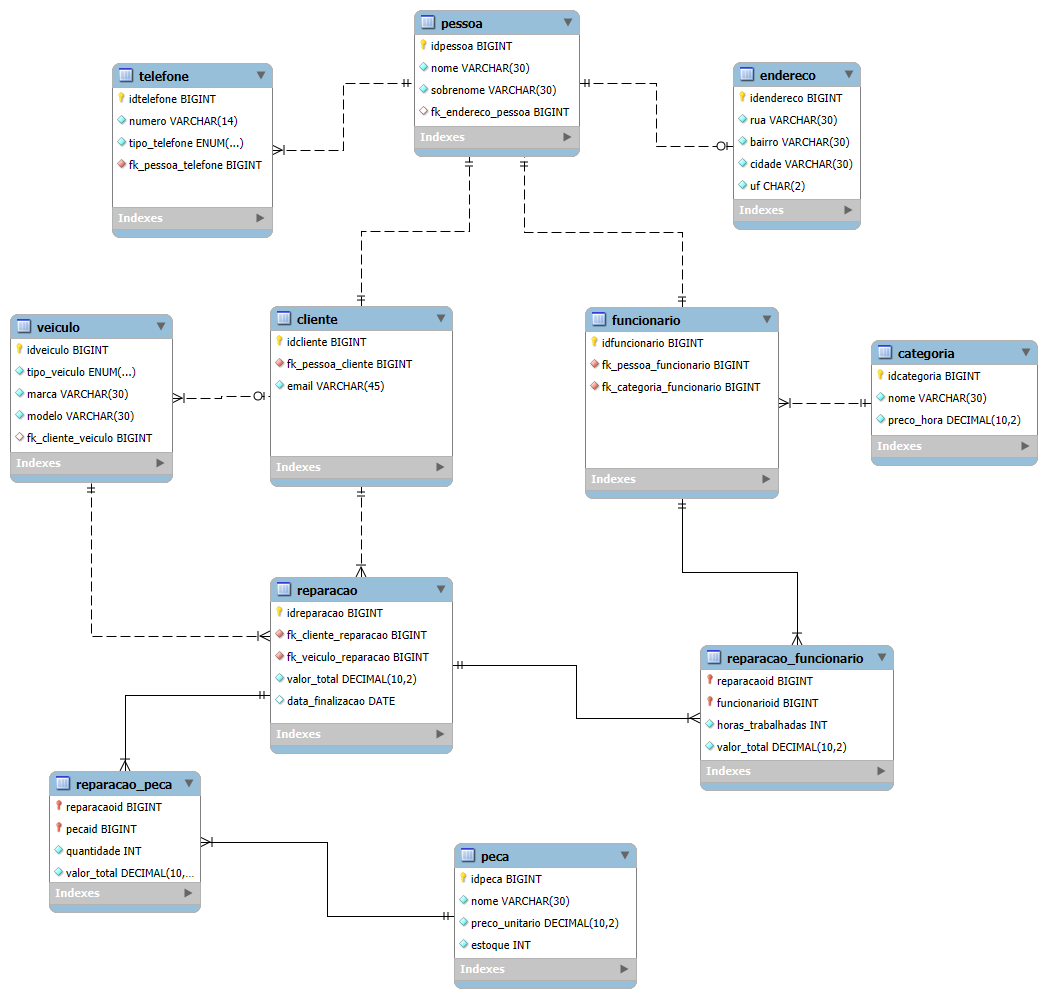 pessoa
idpessoa BIGINT
nome VARCHAR(30)
sobrenome VARCHAR(30)
fk_endereco_pessoa BIGINT
Indexes
telefone
idtelefone BIGINT
numero VARCHAR(14)
tipo_telefone ENUM(...)
fk_pessoa_telefone BIGINT
Indexes
endereco
idendereco BIGINT
rua VARCHAR(30)
bairro VARCHAR(30)
cidade VARCHAR(30)
uf CHAR(2)
Indexes
veiculo
idveiculo BIGINT
tipo_veiculo ENUM(...)
marca VARCHAR(30)
modelo VARCHAR(30)
fk_cliente_veiculo BIGINT
Indexes
cliente
idcliente BIGINT
fk_pessoa_cliente BIGINT
email VARCHAR(45)
Indexes
funcionario
idfuncionario BIGINT
fk_pessoa_funcionario BIGINT
fk_categoria_funcionario BIGINT
Indexes
categoria
idcategoria BIGINT
nome VARCHAR(30)
preco_hora DECIMAL(10,2)
Indexes
reparacao
idreparacao BIGINT
fk_cliente_reparacao BIGINT
fk_veiculo_reparacao BIGINT
valor_total DECIMAL(10,2)
data_finalizacao DATE
Indexes
reparacao_funcionario
reparacaoid BIGINT
funcionarioid BIGINT
horas_trabalhadas INT
valor_total DECIMAL(10,2)
Indexes
reparacao_peca
reparacaoid BIGINT
pecaid BIGINT
quantidade INT
valor_total DECIMAL(10,...
Indexes
peca
idpeca BIGINT
nome VARCHAR(30)
preco_unitario DECIMAL(10,2)
estoque INT
Indexes